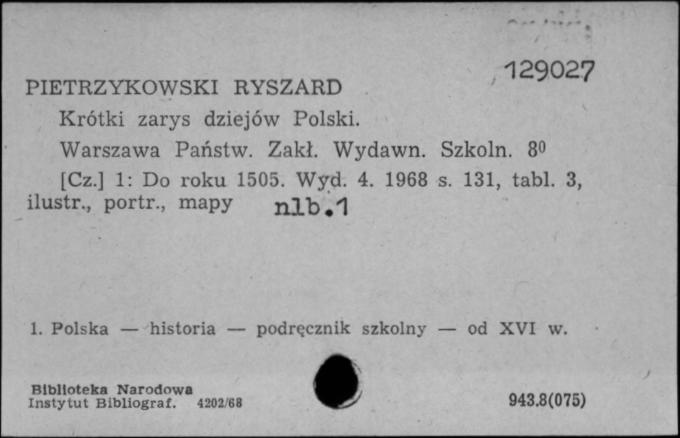 129027
PIETRZYKOWSKI RYSZARD
Krótki zarys dziejów Polski.
Warszawa Państw. Zakł. Wydawn. Szkoln. 8⁰
[Cz.] 1: Do roku 1505. Wyd. 4. 1968 s. 131, tabl. 3,
ilustr., portr., mapy nlb.1
1. Polska — historia — podręcznik szkolny — od XVI w.
Biblioteka Narodowa
Instytut Bibliograf. 4202/68
943.8(075)